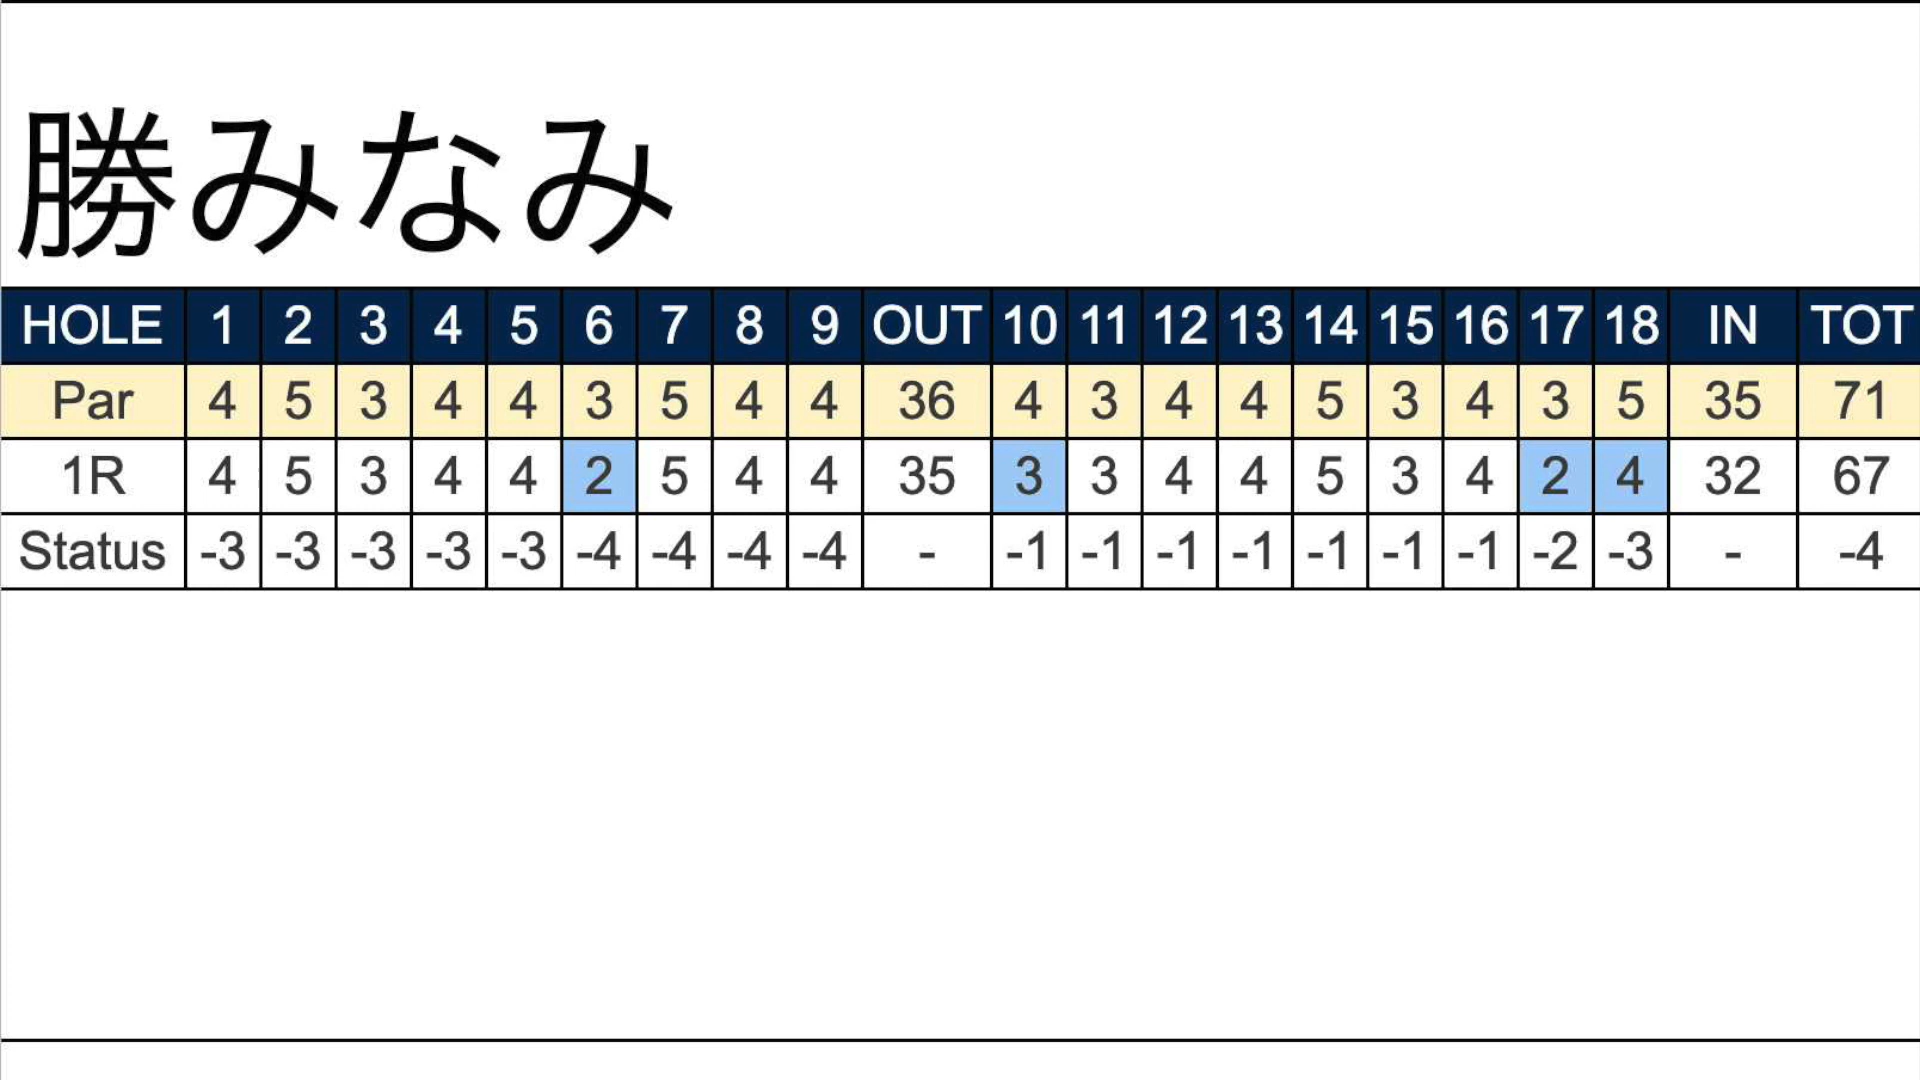 勝みなみ
HOLE 1 2 3 4 5 6 7 8 9 OUT 10 11 12 13 14 15 16 17 18 IN TOT
Par 4 5 3 4 4 3 5 4 4 36 4 3 4 4 5 3 4 3 5 35 71
1R 4 5 3 4 4 2 5 4 4 35 3 3 4 4 5 3 4 2 4 32 67
Status -3 -3 -3 -3 -3 -4 -4 -4 -4 - -1 -1 -1 -1 -1 -1 -1 -2 -3 - -4